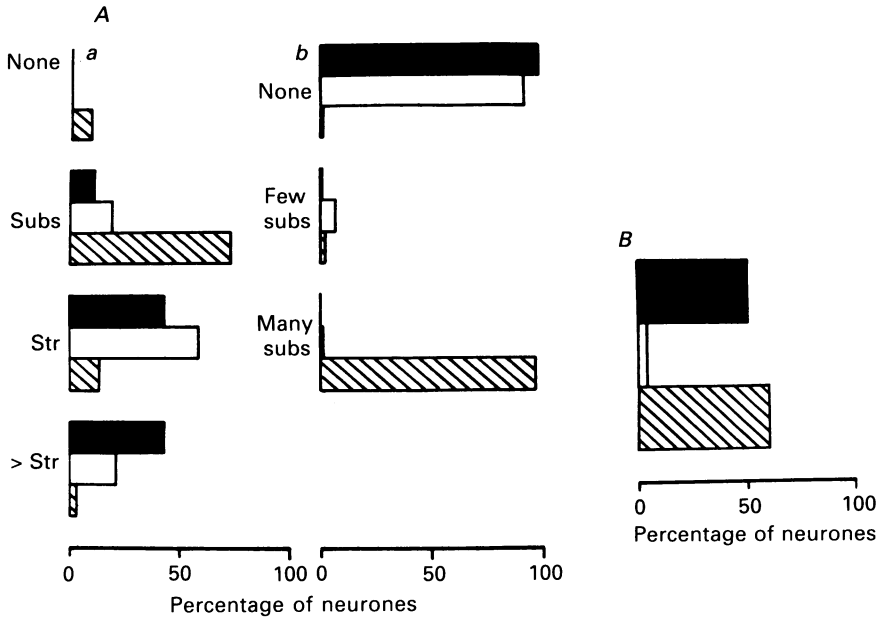 A
a
None
Subs
Str
> Str
0 50 100
b
None
Few
subs
Many
subs
0 50 100
Percentage of neurones
B
0 50 100
Percentage of neurones